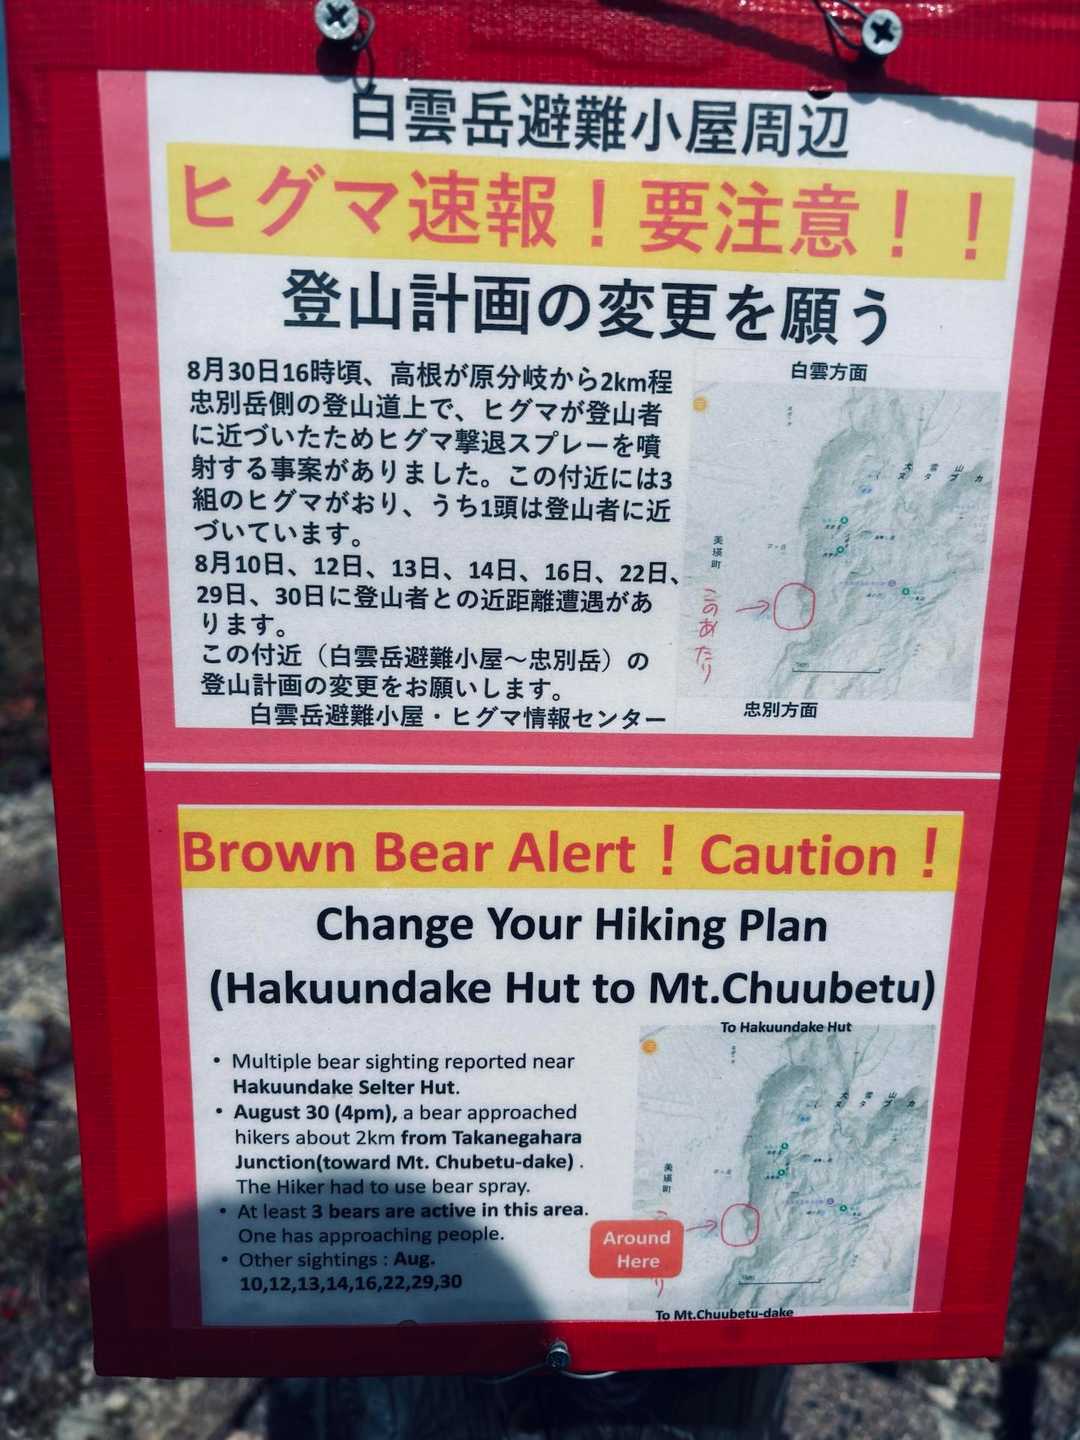 白雲岳避難小屋周辺
ヒグマ速報！要注意！！
登山計画の変更を願う
8月30日16時頃、高根が原分岐から2km程
忠別岳側の登山道上で、ヒグマが登山者
に近づいたためヒグマ撃退スプレーを噴
射する事案がありました。この付近には3
組のヒグマがおり、うち1頭は登山者に近
づいています。
8月10日、12日、13日、14日、16日、22日、
29日、30日に登山者との近距離遭遇があ
ります。
この付近（白雲岳避難小屋～忠別岳）の
登山計画の変更をお願いします。
白雲岳避難小屋・ヒグマ情報センター
白雲方面
大雪山
ヌタプカ
美瑛町
このあたり
忠別方面
Brown Bear Alert！Caution！
Change Your Hiking Plan
(Hakuundake Hut to Mt.Chuubetu)
• Multiple bear sighting reported near
Hakuundake Selter Hut.
• August 30 (4pm), a bear approached
hikers about 2km from Takanegahara
Junction(toward Mt. Chubetu-dake) .
The Hiker had to use bear spray.
• At least 3 bears are active in this area.
One has approaching people.
• Other sightings : Aug.
10,12,13,14,16,22,29,30
To Hakuundake Hut
大雪山
ヌタプカ
美瑛町
Around
Here
To Mt.Chuubetu-dake